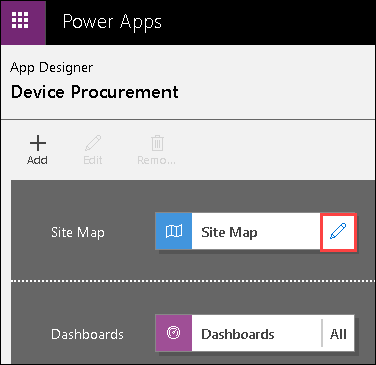 Power Apps
App Designer
Device Procurement
Add
Edit
Remo...
Site Map
Site Map
Dashboards
Dashboards
All